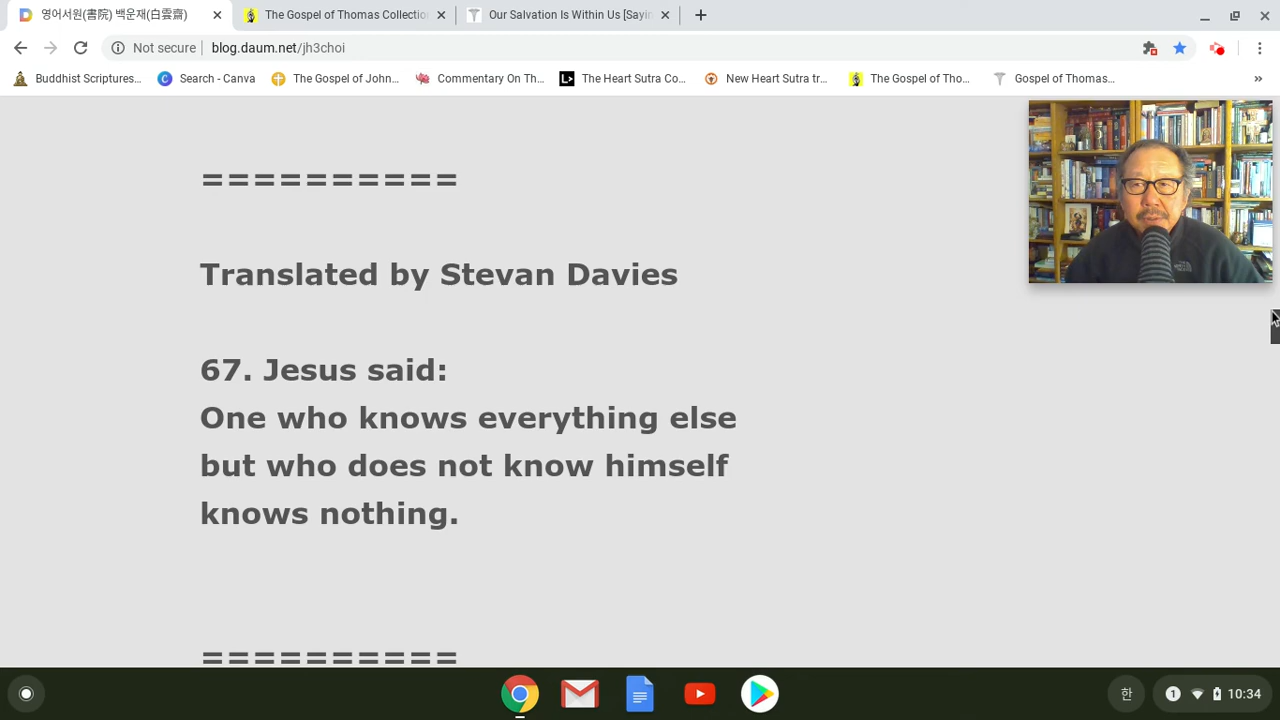 영어서원(書院) 백운재(白雲齋)
The Gospel of Thomas Collectio
Our Salvation Is Within Us [Sayin
Not secure
blog.daum.net/jh3choi
Buddhist Scriptures...
Search - Canva
The Gospel of John...
Commentary On Th...
The Heart Sutra Co...
New Heart Sutra tr...
The Gospel of Tho...
Gospel of Thomas...
==========
Translated by Stevan Davies
67. Jesus said:
One who knows everything else
but who does not know himself
knows nothing.
==========
한
1
10:34